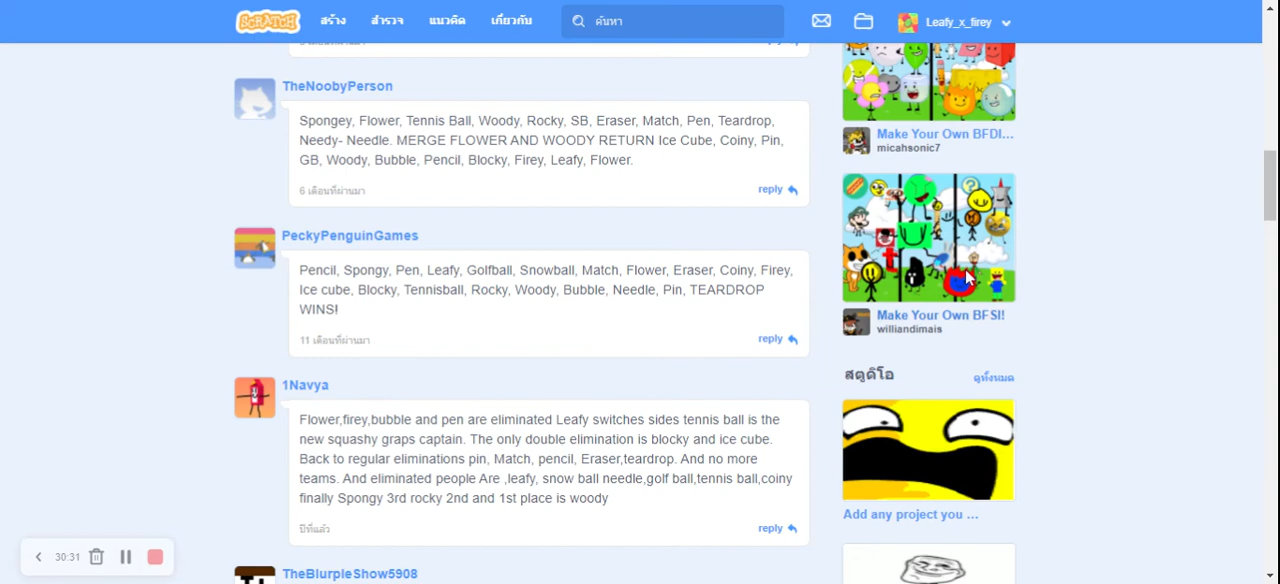 SCRATCH สร้าง สำรวจ แนวคิด เกี่ยวกับ ค้นหา Leafy_x_firey
TheNoobyPerson
Spongey, Flower, Tennis Ball, Woody, Rocky, SB, Eraser, Match, Pen, Teardrop,
Needy- Needle. MERGE FLOWER AND WOODY RETURN Ice Cube, Coiny, Pin,
GB, Woody, Bubble, Pencil, Blocky, Firey, Leafy, Flower.
6 เดือนที่ผ่านมา reply
PeckyPenguinGames
Pencil, Spongy, Pen, Leafy, Golfball, Snowball, Match, Flower, Eraser, Coiny, Firey,
Ice cube, Blocky, Tennisball, Rocky, Woody, Bubble, Needle, Pin, TEARDROP
WINS!
11 เดือนที่ผ่านมา reply
1Navya
Flower,firey,bubble and pen are eliminated Leafy switches sides tennis ball is the
new squashy graps captain. The only double elimination is blocky and ice cube.
Back to regular eliminations pin, Match, pencil, Eraser,teardrop. And no more
teams. And eliminated people Are ,leafy, snow ball needle,golf ball,tennis ball,coiny
finally Spongy 3rd rocky 2nd and 1st place is woody
ปีที่แล้ว reply
TheBlurpleShow5908
Make Your Own BFDI...
micahsonic7
Make Your Own BFSI!
williandimais
สตูดิโอ ดูทั้งหมด
Add any project you ...
30:31